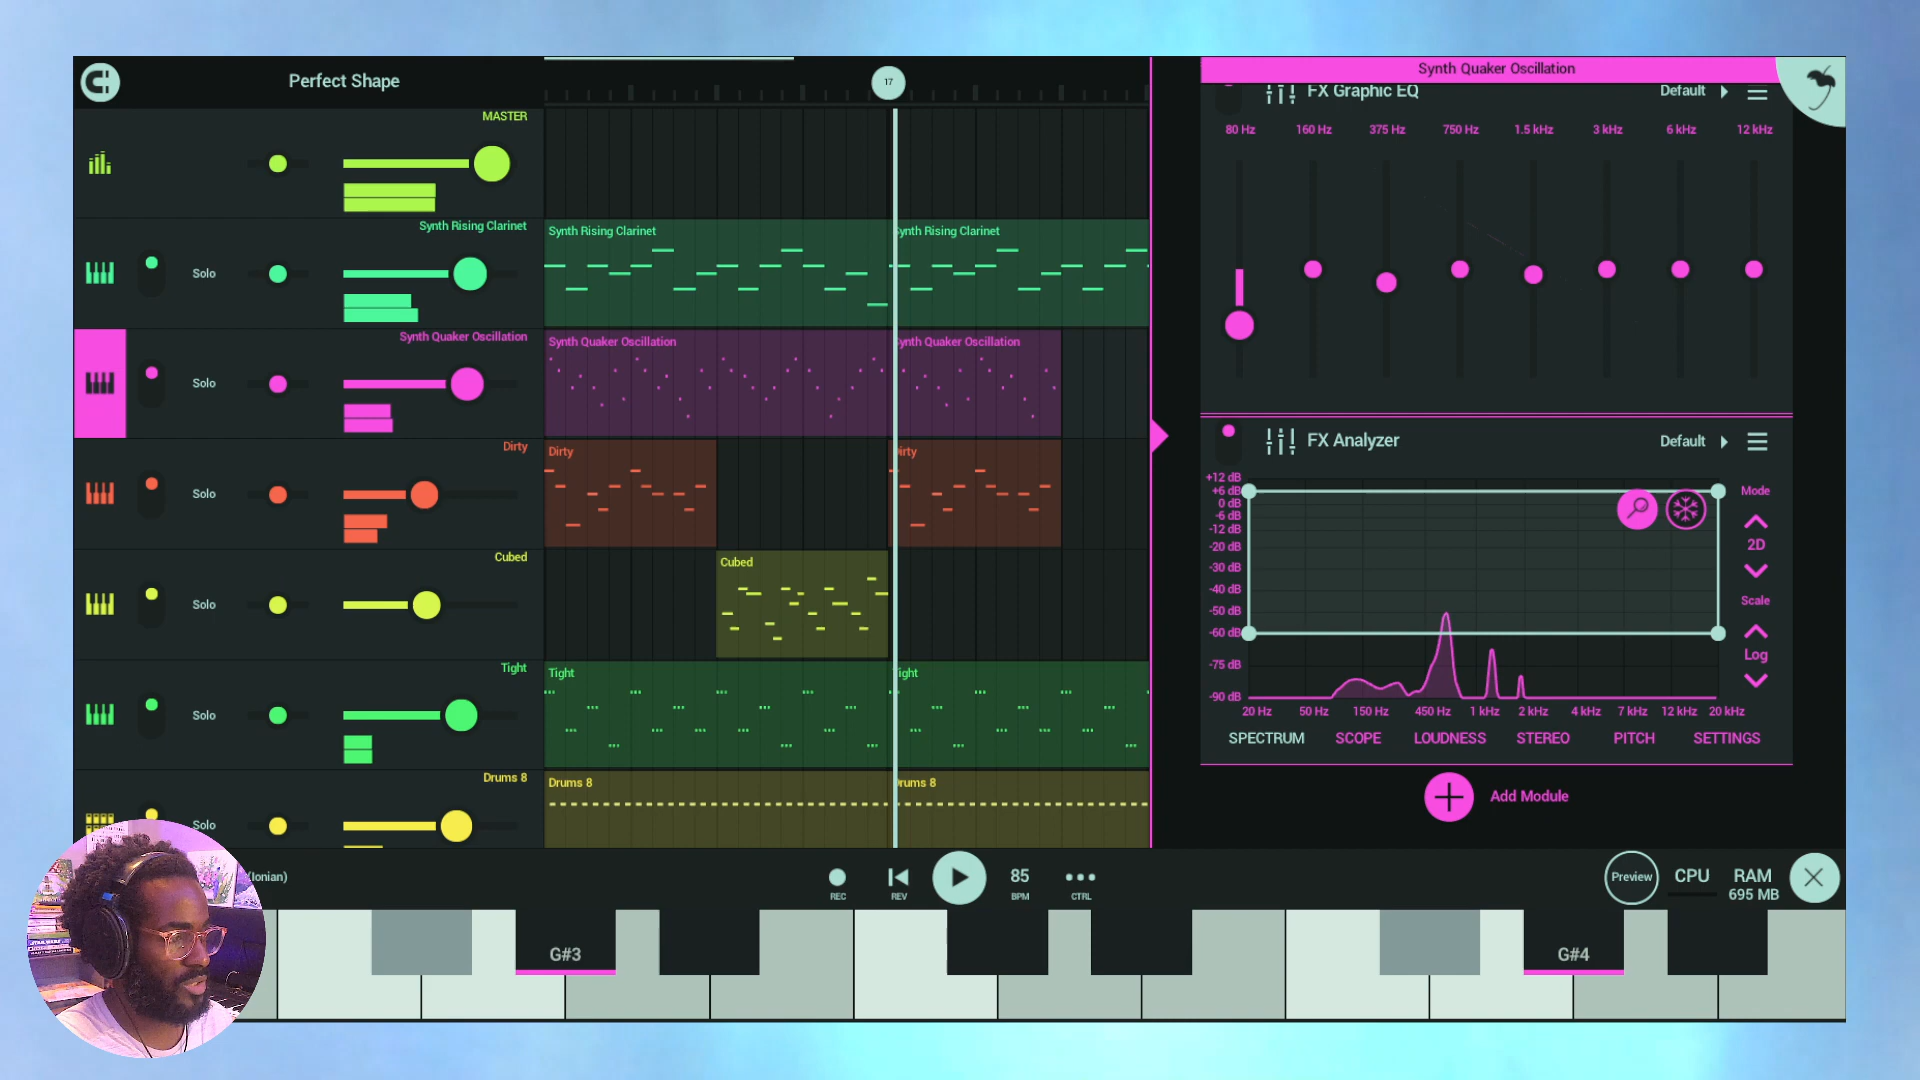 Perfect Shape
17
Synth Quaker Oscillation
FX Graphic EQ
Default
80 Hz 160 Hz 375 Hz 750 Hz 1.5 kHz 3 kHz 6 kHz 12 kHz
MASTER
Synth Rising Clarinet
Solo
Synth Rising Clarinet Synth Rising Clarinet
Synth Quaker Oscillation
Solo
Synth Quaker Oscillation Synth Quaker Oscillation
Dirty
Solo
Dirty Dirty
Cubed
Solo
Cubed
Tight
Solo
Tight Tight
Drums 8
Solo
Drums 8 Drums 8
FX Analyzer
Default
+12 dB
+6 dB
0 dB
-6 dB
-12 dB
-20 dB
-30 dB
-40 dB
-50 dB
-60 dB
-75 dB
-90 dB
Mode
2D
Scale
Log
20 Hz 50 Hz 150 Hz 450 Hz 1 kHz 2 kHz 4 kHz 7 kHz 12 kHz 20 kHz
SPECTRUM SCOPE LOUDNESS STEREO PITCH SETTINGS
Add Module
(Ionian)
REC
REV
85
BPM
CTRL
Preview
CPU
RAM
695 MB
G#3
G#4
STAR WARS